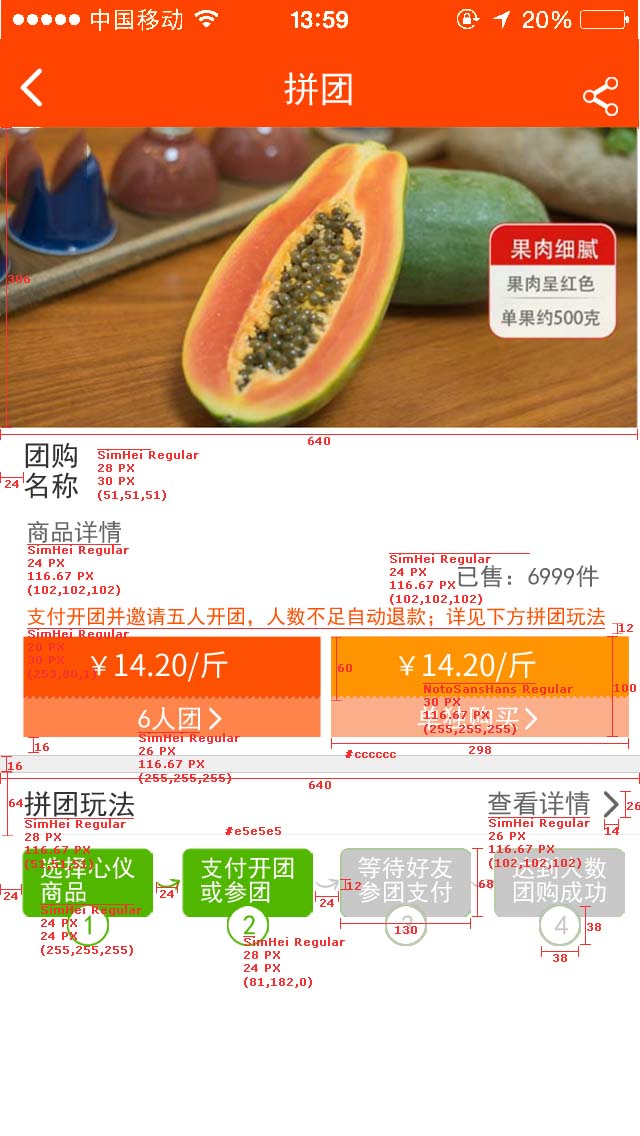 中国移动 13:59 20%
拼团
果肉细腻
果肉呈红色
单果约500克
386
640
团购
名称
24
SimHei Regular
28 PX
30 PX
(51,51,51)
商品详情
SimHei Regular
24 PX
116.67 PX
(102,102,102)
SimHei Regular
24 PX
116.67 PX
(102,102,102)
已售：6999件
支付开团并邀请五人开团，人数不足自动退款；详见下方拼团玩法
12
SimHei Regular
20 PX
30 PX
(253,80,1)
￥14.20/斤
60
￥14.20/斤
100
NotoSansHans Regular
30 PX
116.67 PX
(255,255,255)
6人团
单独购买
16
SimHei Regular
26 PX
116.67 PX
(255,255,255)
298
#cccccc
16
640
64
拼团玩法
查看详情
26
14
SimHei Regular
28 PX
116.67 PX
(51,51,51)
#e5e5e5
SimHei Regular
26 PX
116.67 PX
(102,102,102)
选择心仪
商品
支付开团
或参团
等待好友
参团支付
达到人数
团购成功
24
24
24
12
68
130
1
2
3
4
38
38
SimHei Regular
24 PX
24 PX
(255,255,255)
SimHei Regular
28 PX
24 PX
(81,182,0)